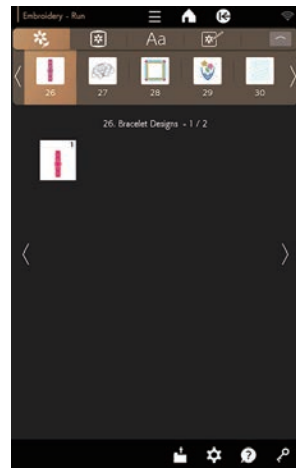 Embroidery - Run
Aa
26 27 28 29 30
26. Bracelet Designs - 1 / 2
1
?